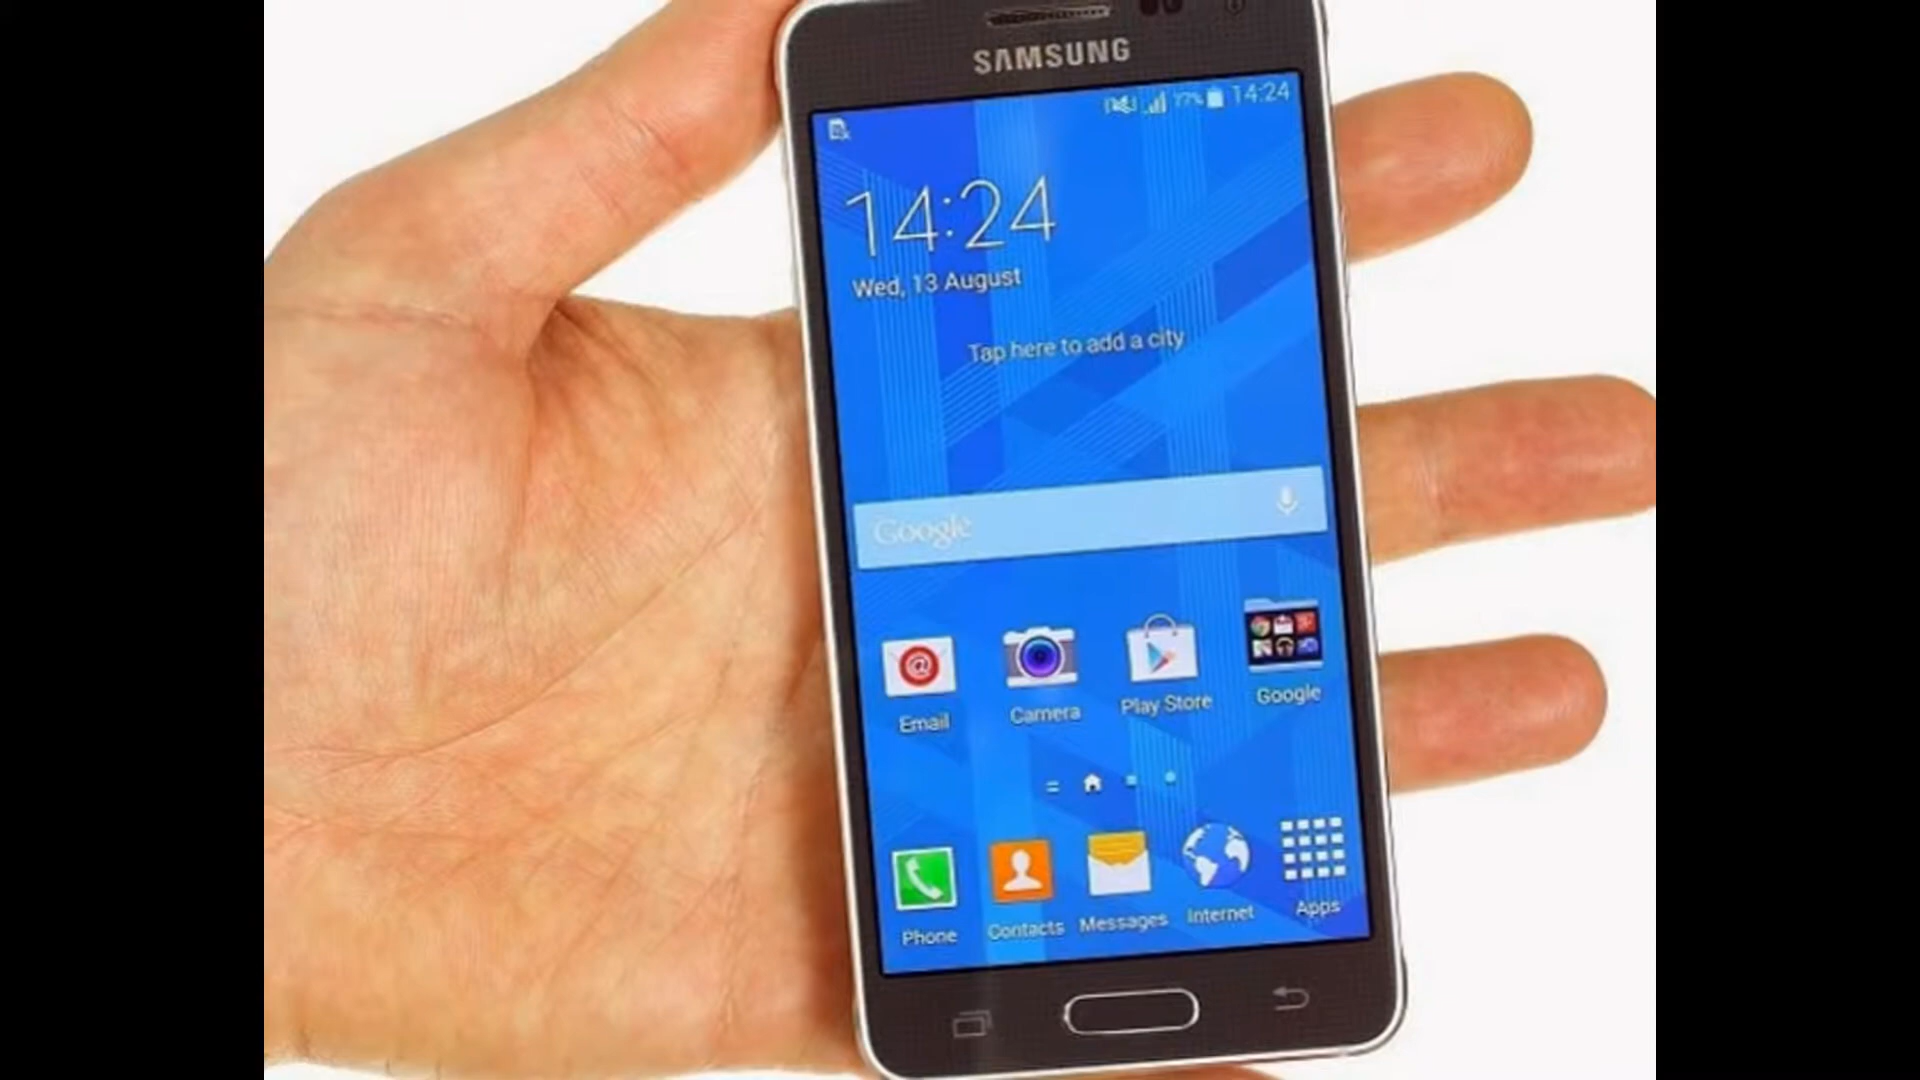 SAMSUNG
77% 14:24
14:24
Wed, 13 August
Tap here to add a city
Google
Email Camera Play Store Google
Phone Contacts Messages Internet Apps